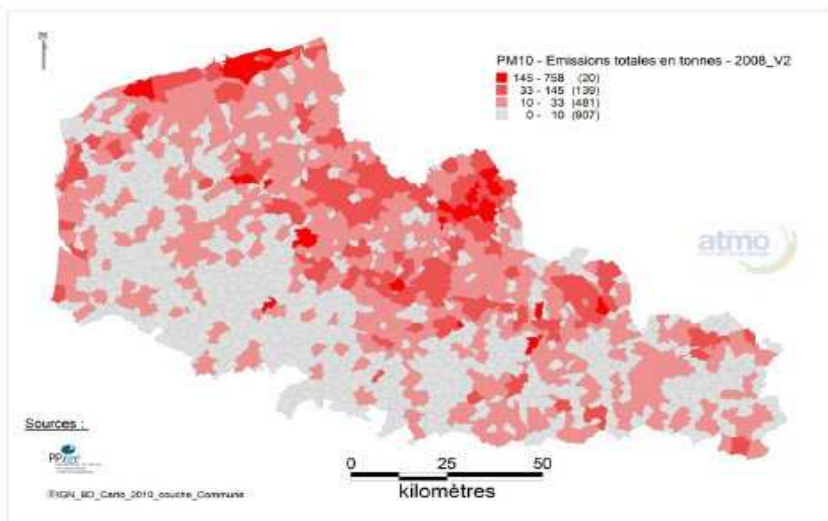 PM10 - Emissions totales en tonnes - 2008_V2
145 - 758 (20)
33 - 145 (139)
10 - 33 (481)
0 - 10 (907)
atmo
Sources :
0 25 50
kilomètres
©IGN_BD_Carto_2010_couche_Commune